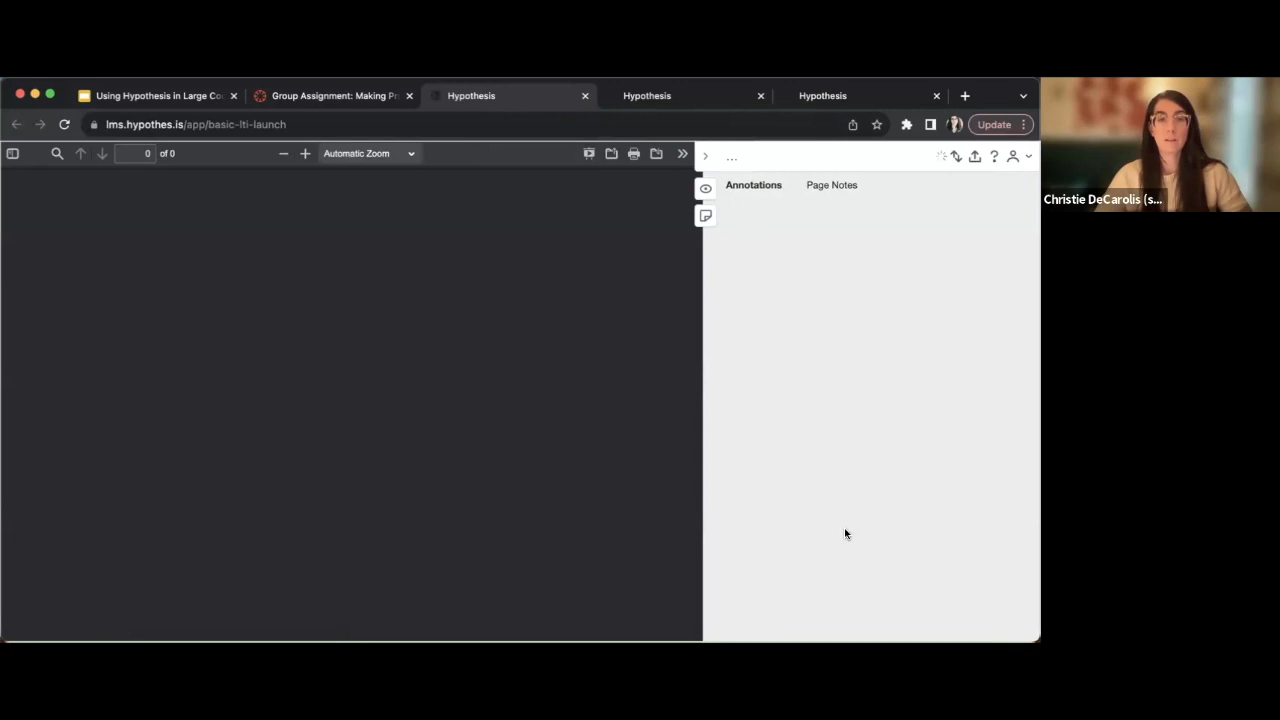 Using Hypothesis in Large Co
Group Assignment: Making Pr
Hypothesis
Hypothesis
Hypothesis
lms.hypothes.is/app/basic-lti-launch
Update
0 of 0
Automatic Zoom
...
Annotations Page Notes
Christie DeCarolis (s...